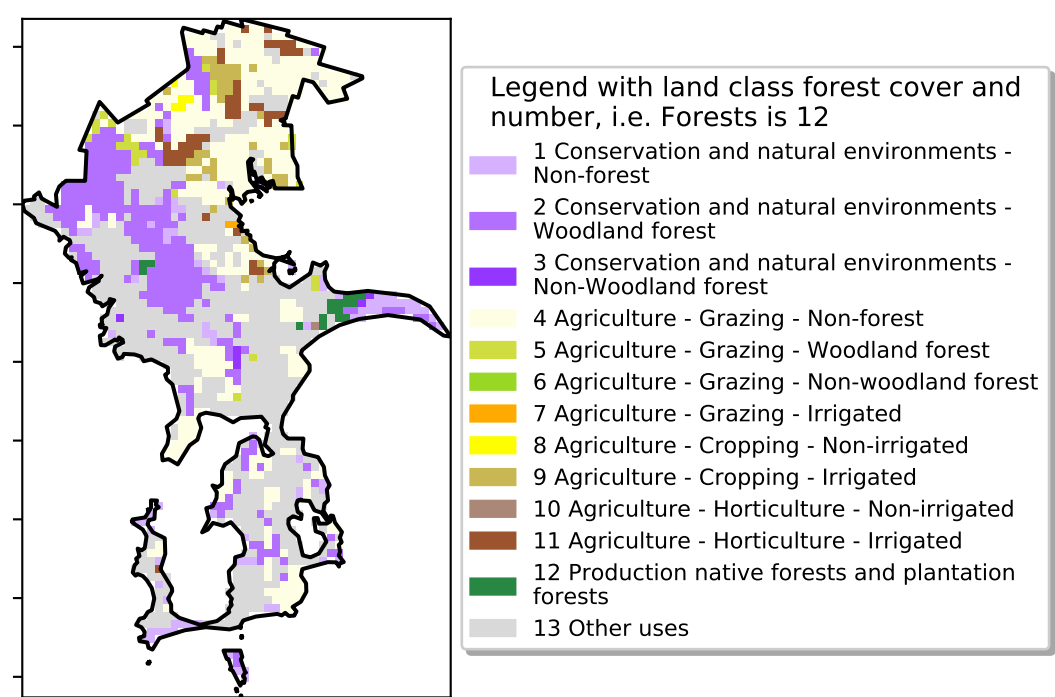 Legend with land class forest cover and
number, i.e. Forests is 12
1 Conservation and natural environments -
Non-forest
2 Conservation and natural environments -
Woodland forest
3 Conservation and natural environments -
Non-Woodland forest
4 Agriculture - Grazing - Non-forest
5 Agriculture - Grazing - Woodland forest
6 Agriculture - Grazing - Non-woodland forest
7 Agriculture - Grazing - Irrigated
8 Agriculture - Cropping - Non-irrigated
9 Agriculture - Cropping - Irrigated
10 Agriculture - Horticulture - Non-irrigated
11 Agriculture - Horticulture - Irrigated
12 Production native forests and plantation
forests
13 Other uses